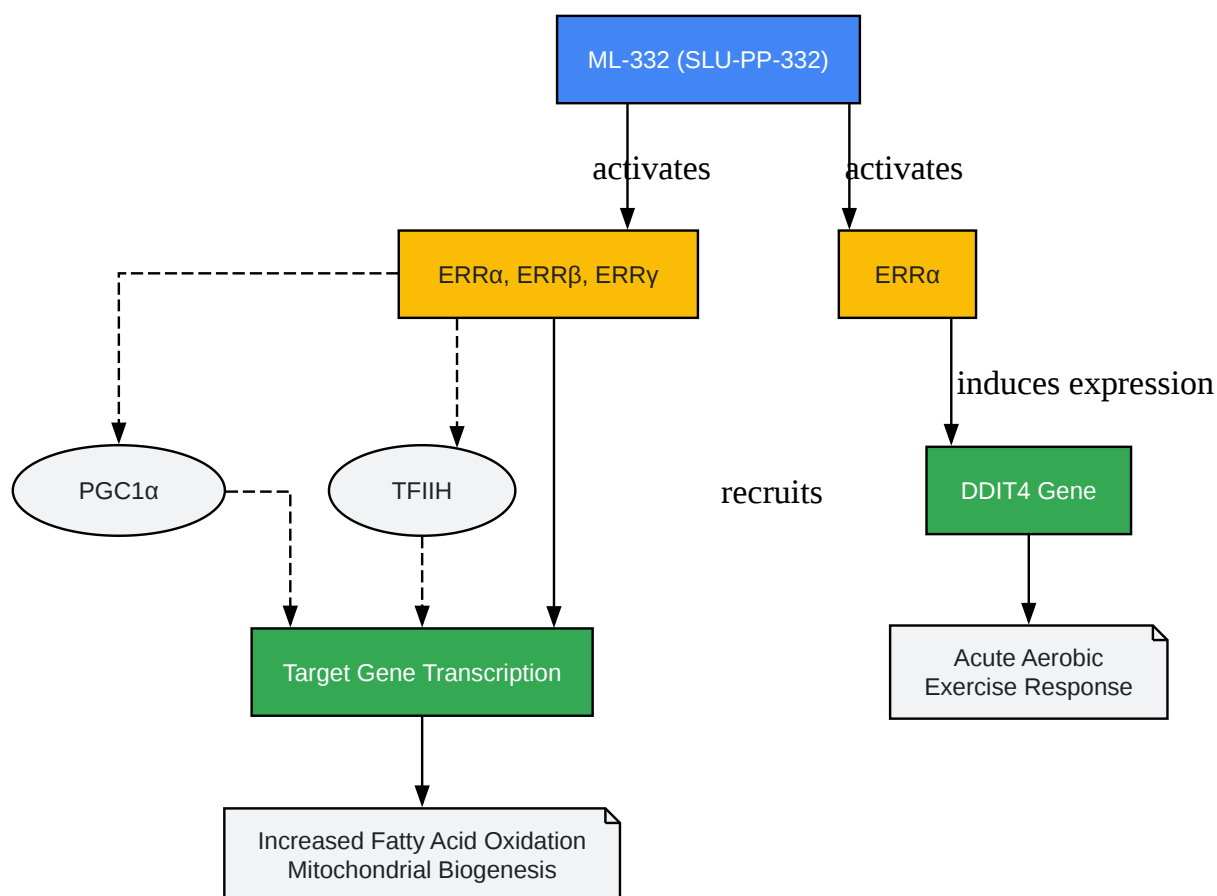 ML-332 (SLU-PP-332)
activates
activates
ERRα, ERRβ, ERRγ
ERRα
induces expression
PGC1α
TFIIH
recruits
DDIT4 Gene
Target Gene Transcription
Acute Aerobic
Exercise Response
Increased Fatty Acid Oxidation
Mitochondrial Biogenesis